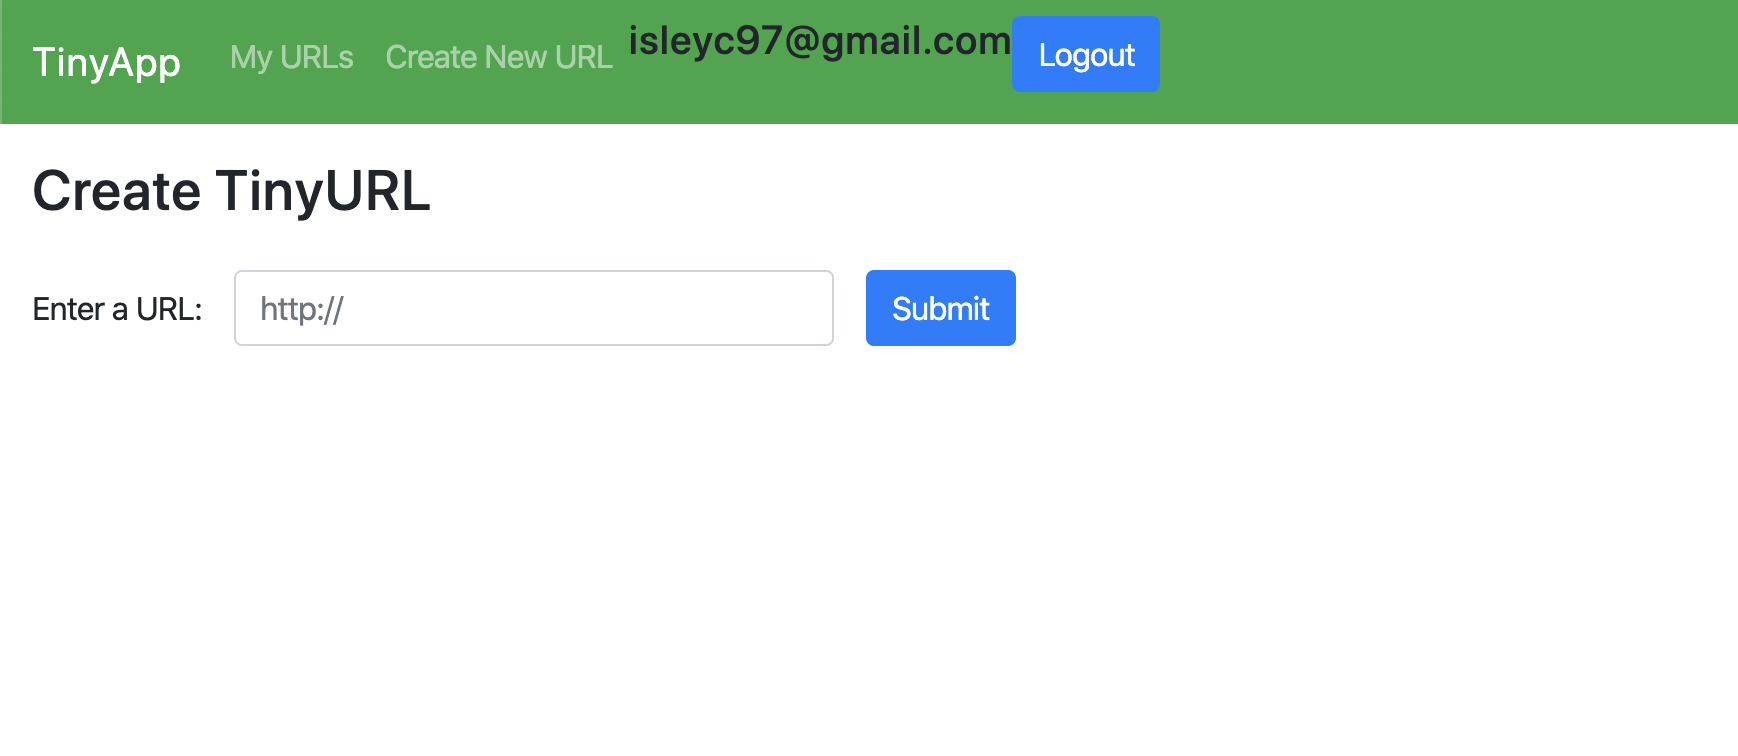 TinyApp My URLs Create New URL isleyc97@gmail.com Logout
Create TinyURL
Enter a URL: http:// Submit